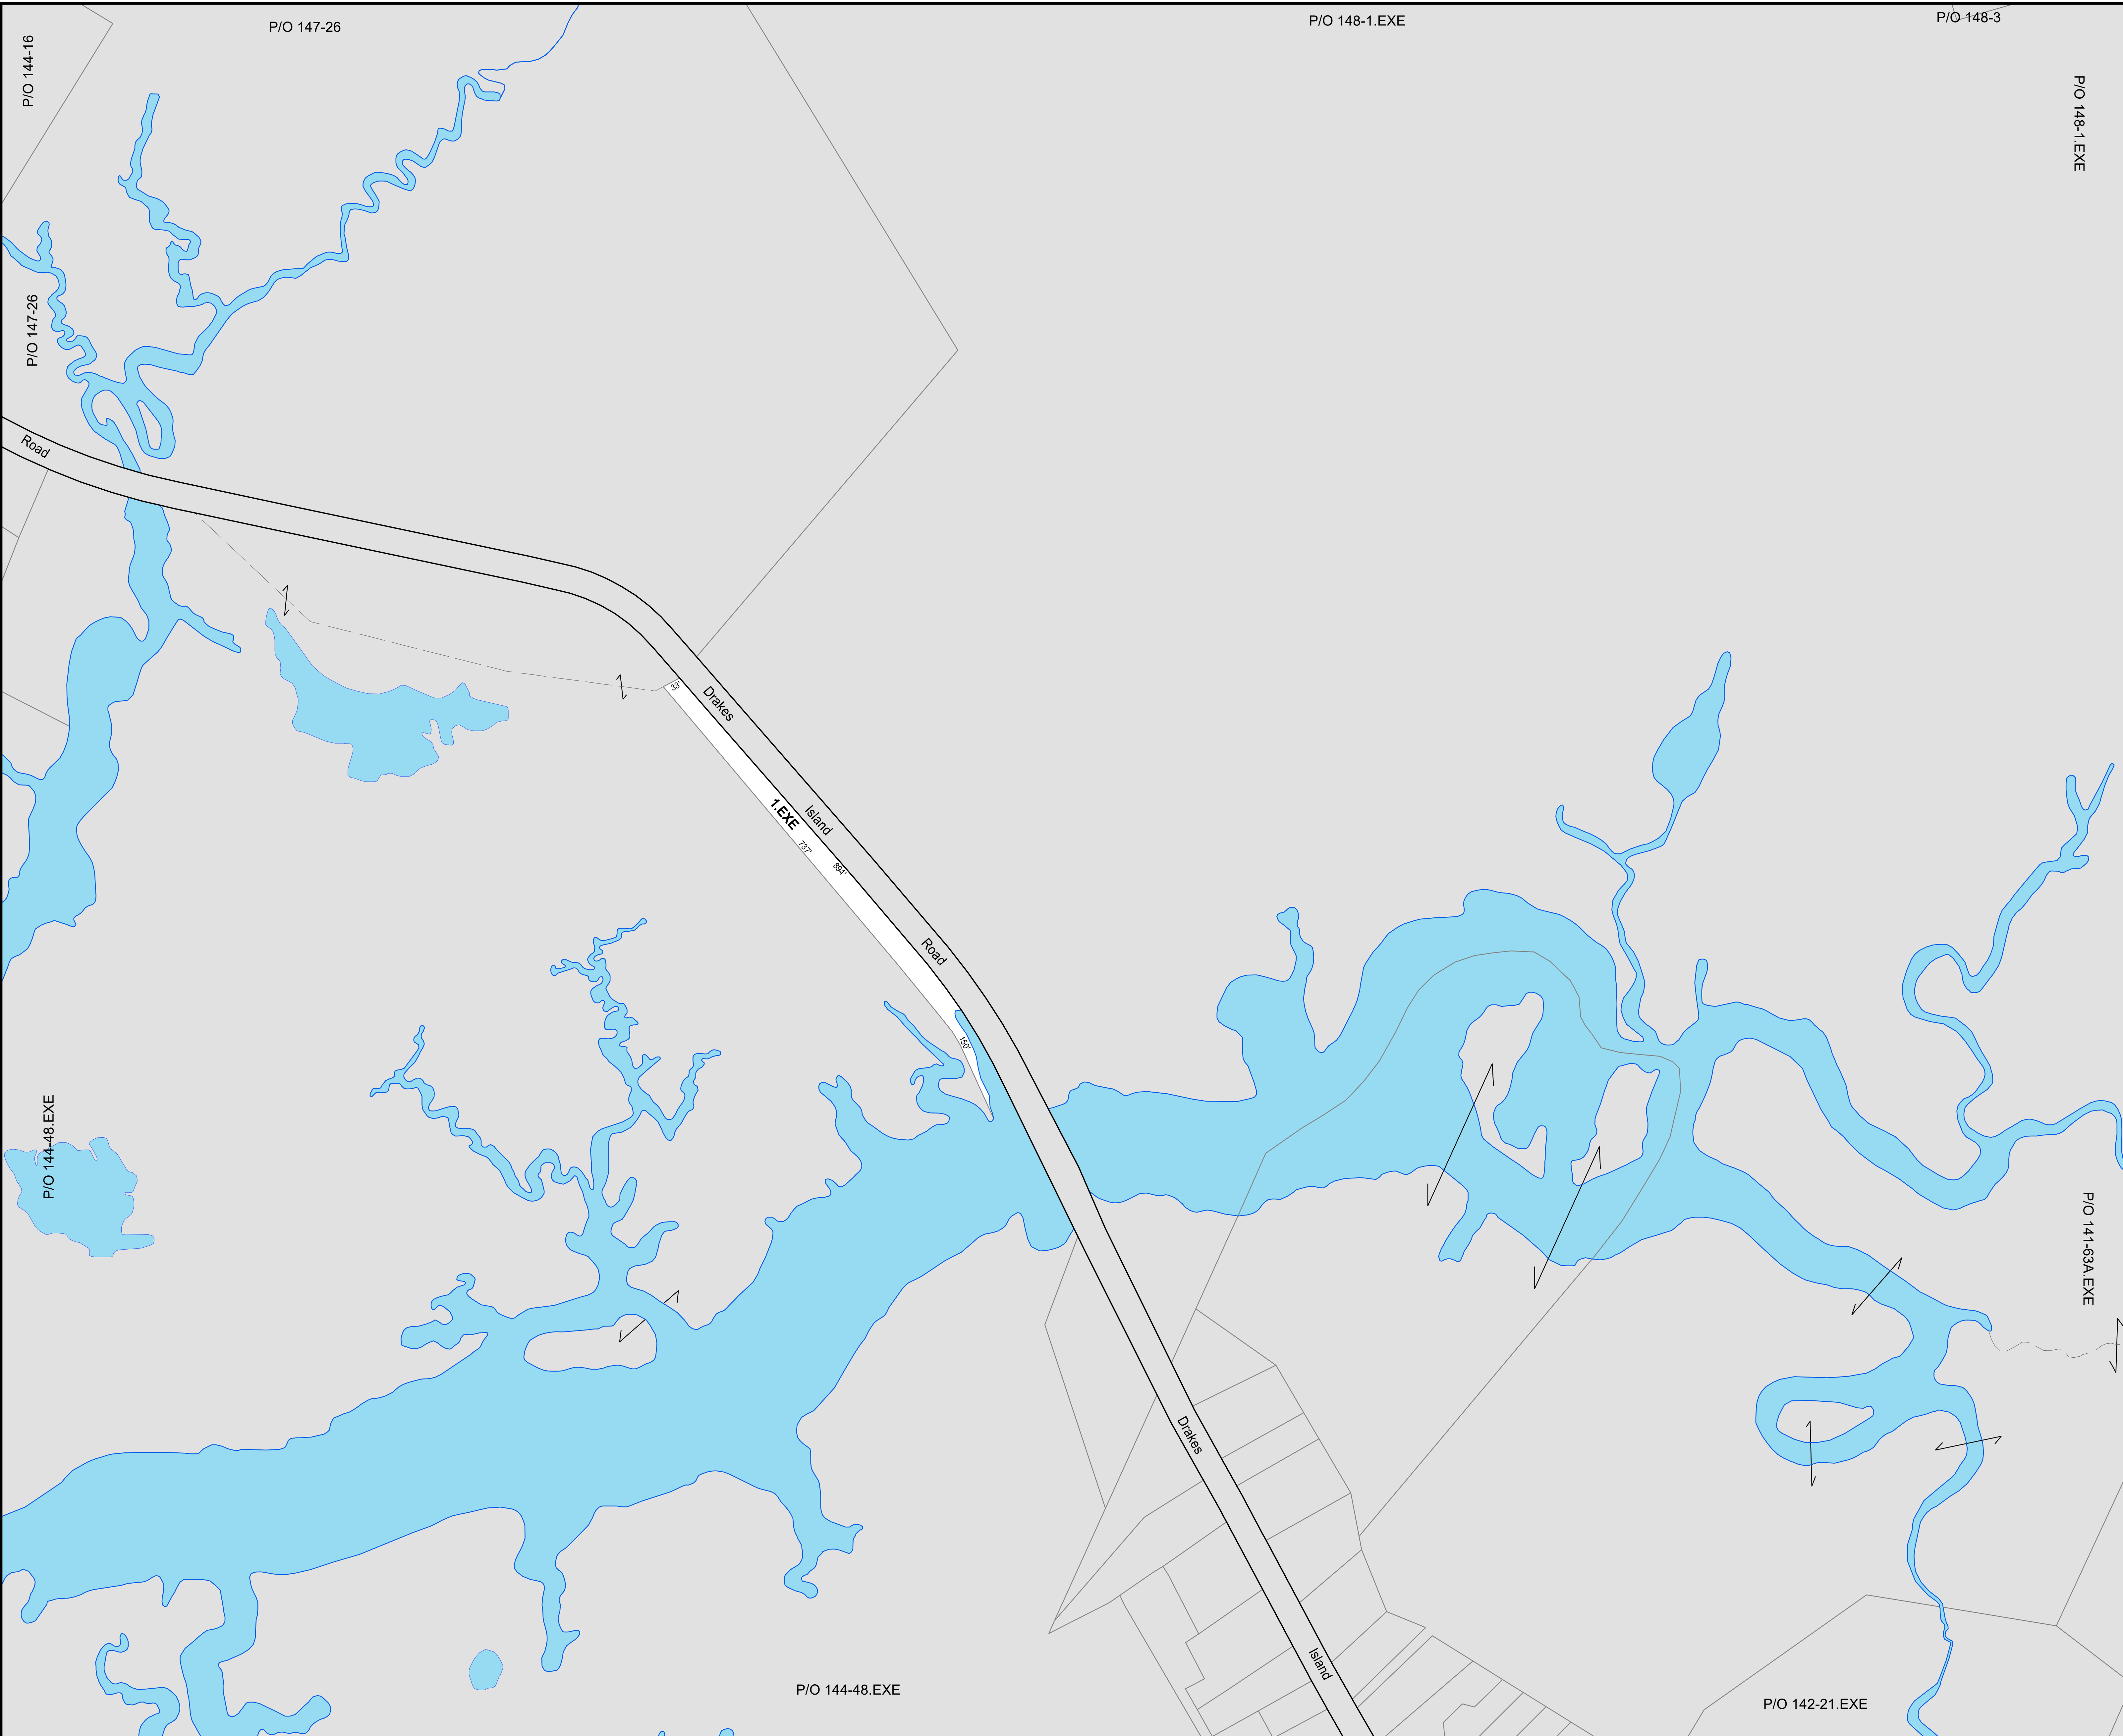 P/O 147-26
P/O 148-1.EXE
P/O 148-3
P/O 144-16
P/O 148-1.EXE
P/O 147-26
Road
33'
Drakes
1.EXE
Island
737'
894'
Road
150'
P/O 144-48.EXE
P/O 141-63A.EXE
Drakes
Island
P/O 144-48.EXE
P/O 142-21.EXE